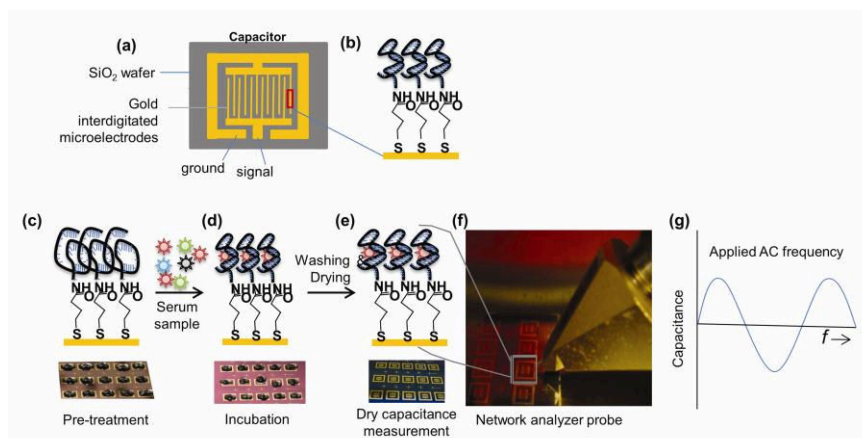 (a)
Capacitor
(b)
SiO2 wafer
Gold
interdigitated
microelectrodes
ground
signal
NH NH NH
O O O
S S S
(c)
(d)
(e)
(f)
(g)
Serum
sample
Washing &
Drying
NH NH NH
O
S S S
NH NH NH
O
S S S
NH NH NH
O
S S S
Applied AC frequency
Capacitance
f
Pre-treatment
Incubation
Dry capacitance
measurement
Network analyzer probe